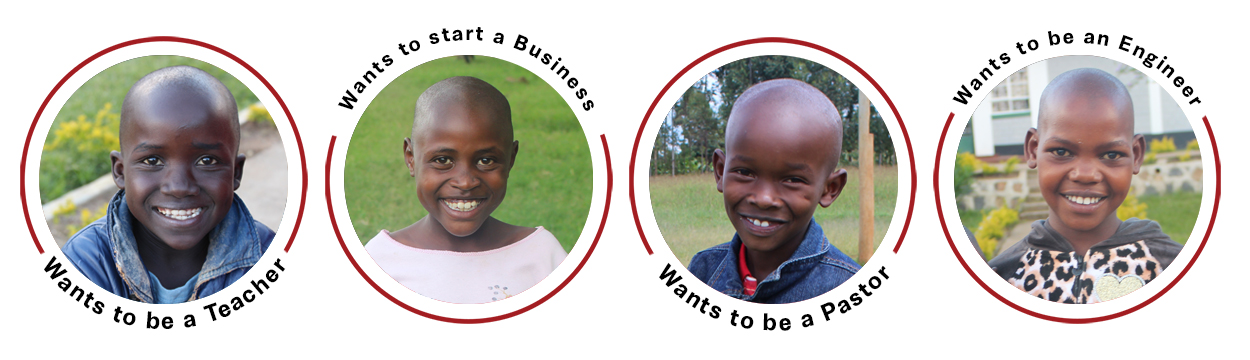 Wants to be a Teacher
Wants to start a Business
Wants to be a Pastor
Wants to be an Engineer